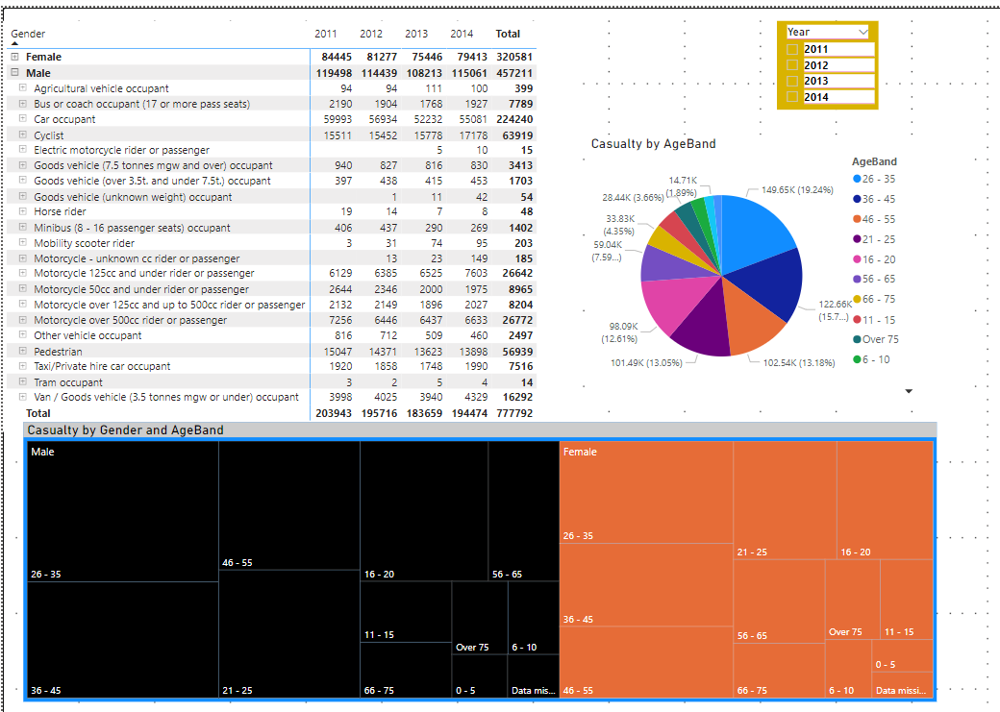 Gender 2011 2012 2013 2014 Total
Female 84445 81277 75446 79413 320581
Male 119498 114439 108213 115061 457211
Agricultural vehicle occupant 94 94 111 100 399
Bus or coach occupant (17 or more pass seats) 2190 1904 1768 1927 7789
Car occupant 59993 56934 52232 55081 224240
Cyclist 15511 15452 15778 17178 63919
Electric motorcycle rider or passenger 5 10 15
Goods vehicle (7.5 tonnes mgw and over) occupant 940 827 816 830 3413
Goods vehicle (over 3.5t. and under 7.5t.) occupant 397 438 415 453 1703
Goods vehicle (unknown weight) occupant 1 11 42 54
Horse rider 19 14 7 8 48
Minibus (8 - 16 passenger seats) occupant 406 437 290 269 1402
Mobility scooter rider 3 31 74 95 203
Motorcycle - unknown cc rider or passenger 13 23 149 185
Motorcycle 125cc and under rider or passenger 6129 6385 6525 7603 26642
Motorcycle 50cc and under rider or passenger 2644 2346 2000 1975 8965
Motorcycle over 125cc and up to 500cc rider or passenger 2132 2149 1896 2027 8204
Motorcycle over 500cc rider or passenger 7256 6446 6437 6633 26772
Other vehicle occupant 816 712 509 460 2497
Pedestrian 15047 14371 13623 13898 56939
Taxi/Private hire car occupant 1920 1858 1748 1990 7516
Tram occupant 3 2 5 4 14
Van / Goods vehicle (3.5 tonnes mgw or under) occupant 3998 4025 3940 4329 16292
Total 203943 195716 183659 194474 777792
Year
2011
2012
2013
2014
Casualty by AgeBand
14.71K
(1.89%)
28.44K (3.66%)
33.83K
(4.35%)
59.04K
(7.59...)
98.09K
(12.61%)
101.49K (13.05%)
102.54K (13.18%)
122.66K
(15.7...)
149.65K (19.24%)
AgeBand
26 - 35
36 - 45
46 - 55
21 - 25
16 - 20
56 - 65
66 - 75
11 - 15
Over 75
6 - 10
Casualty by Gender and AgeBand
Male
26 - 35
36 - 45
46 - 55
21 - 25
16 - 20
56 - 65
11 - 15
66 - 75
Over 75
6 - 10
0 - 5
Data mis...
Female
26 - 35
36 - 45
46 - 55
21 - 25
16 - 20
56 - 65
66 - 75
Over 75
11 - 15
6 - 10
0 - 5
Data missi...